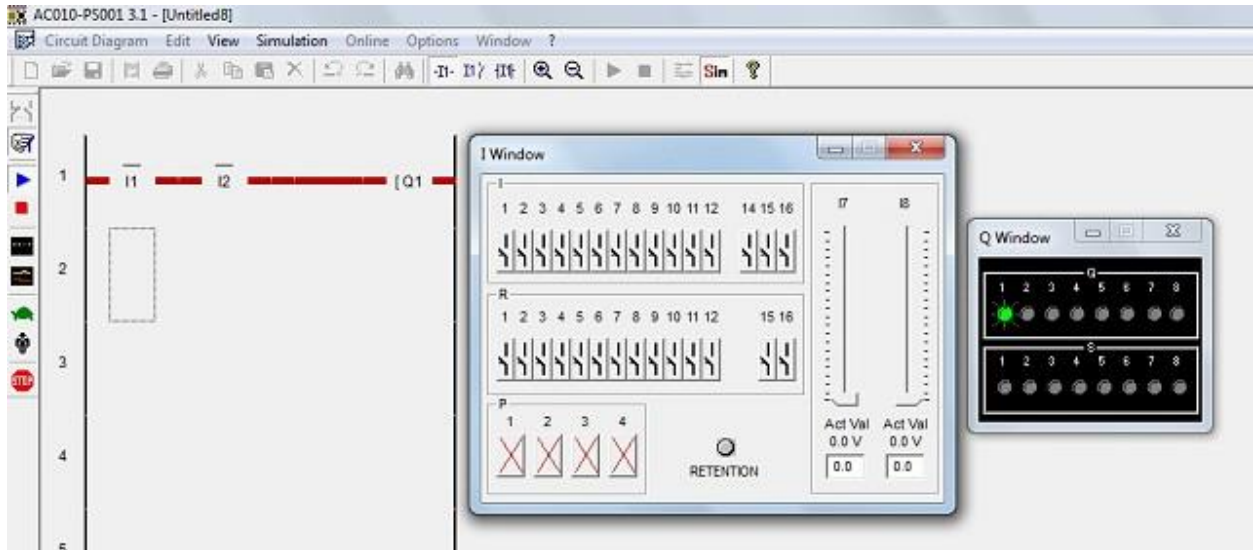 AC010-PS001 3.1 - [Untitled8]
Circuit Diagram Edit View Simulation Online Options Window ?
Sim
STEP
1 I1 I2 [ Q1
2
3
4
5
I Window
I
1 2 3 4 5 6 7 8 9 10 11 12 14 15 16
R
1 2 3 4 5 6 7 8 9 10 11 12 15 16
P
1 2 3 4
RETENTION
I7 I8
Act Val Act Val
0.0 V 0.0 V
0.0 0.0
Q Window
Q
1 2 3 4 5 6 7 8
S
1 2 3 4 5 6 7 8